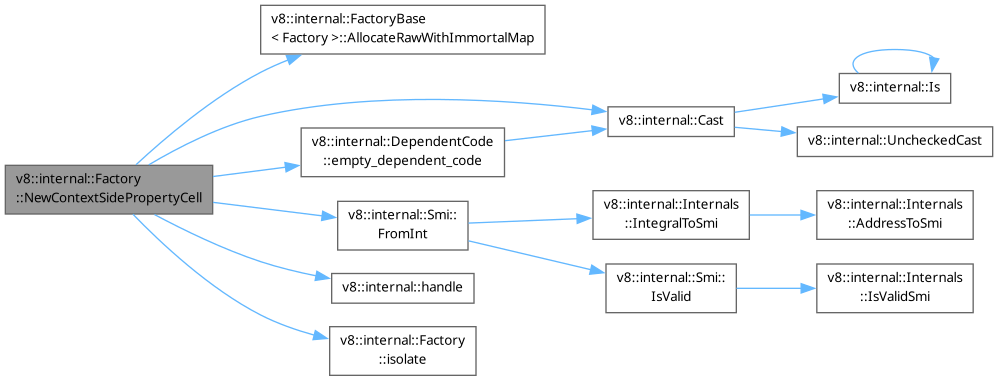 v8::internal::Factory
::NewContextSidePropertyCell
v8::internal::FactoryBase
< Factory >::AllocateRawWithImmortalMap
v8::internal::DependentCode
::empty_dependent_code
v8::internal::Smi::
FromInt
v8::internal::handle
v8::internal::Factory
::isolate
v8::internal::Cast
v8::internal::Internals
::IntegralToSmi
v8::internal::Smi::
IsValid
v8::internal::Is
v8::internal::UncheckedCast
v8::internal::Internals
::AddressToSmi
v8::internal::Internals
::IsValidSmi